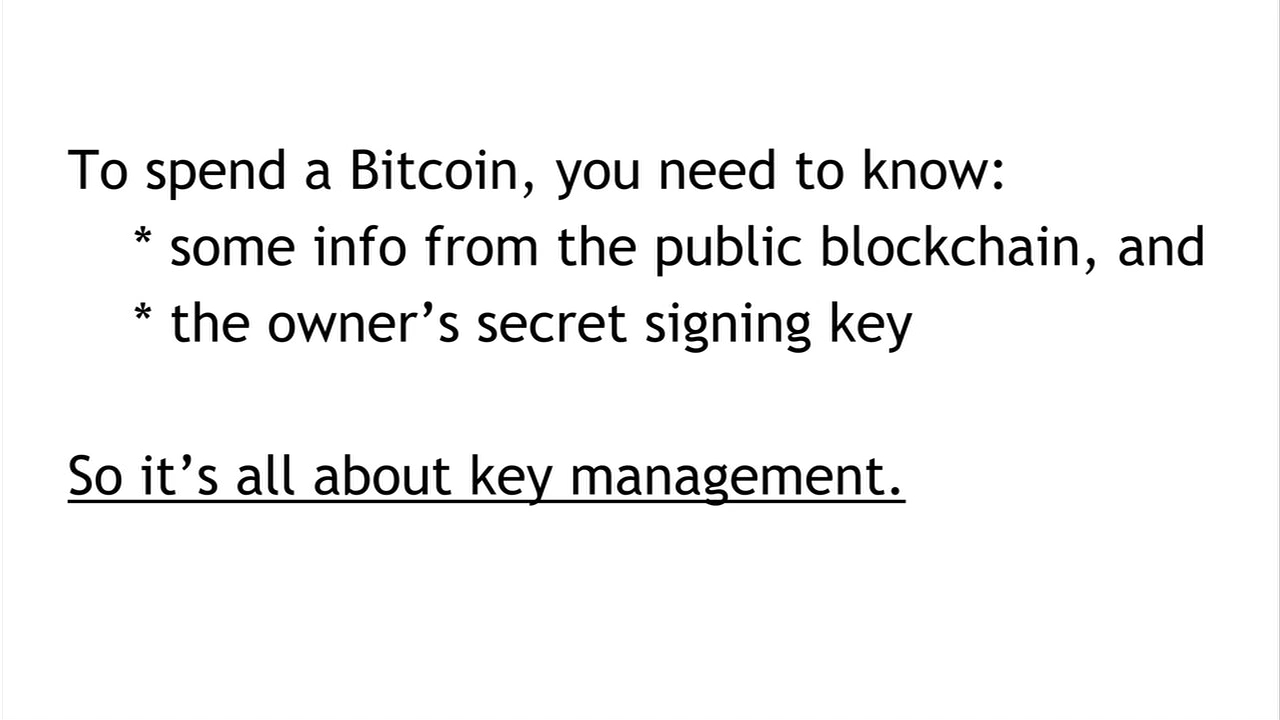 To spend a Bitcoin, you need to know:
* some info from the public blockchain, and
* the owner’s secret signing key
So it’s all about key management.